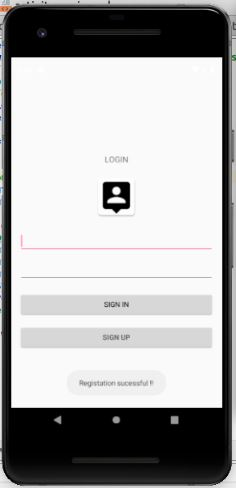 LOGIN
SIGN IN
SIGN UP
Registation sucessful !!